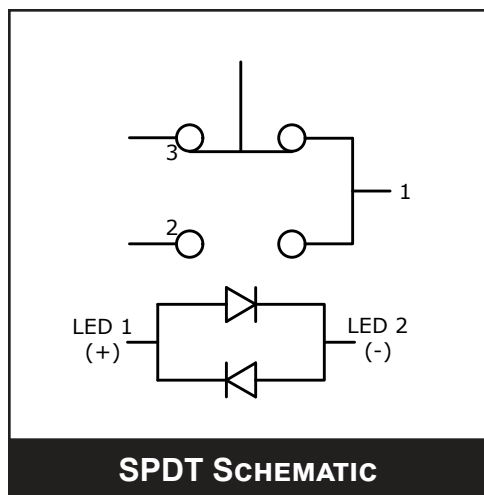 3
1
2
LED 1 LED 2
(+) (-)
SPDT SCHEMATIC